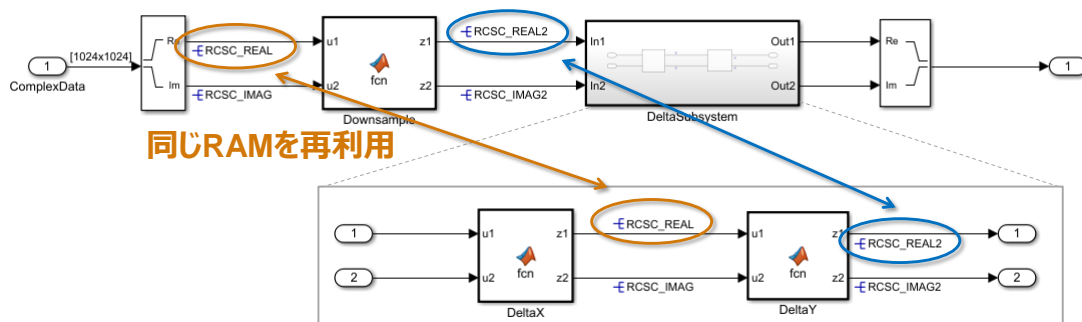 1
ComplexData
[1024x1024]
Re
Im
RCSC_REAL
RCSC_IMAG
u1
u2
fcn
z1
z2
Downsample
RCSC_REAL2
RCSC_IMAG2
In1
In2
Out1
Out2
DeltaSubsystem
Re
Im
1
同じRAMを再利用
1
2
u1
u2
fcn
z1
z2
DeltaX
RCSC_REAL
RCSC_IMAG
u1
u2
fcn
z1
z2
DeltaY
RCSC_REAL2
RCSC_IMAG2
1
2